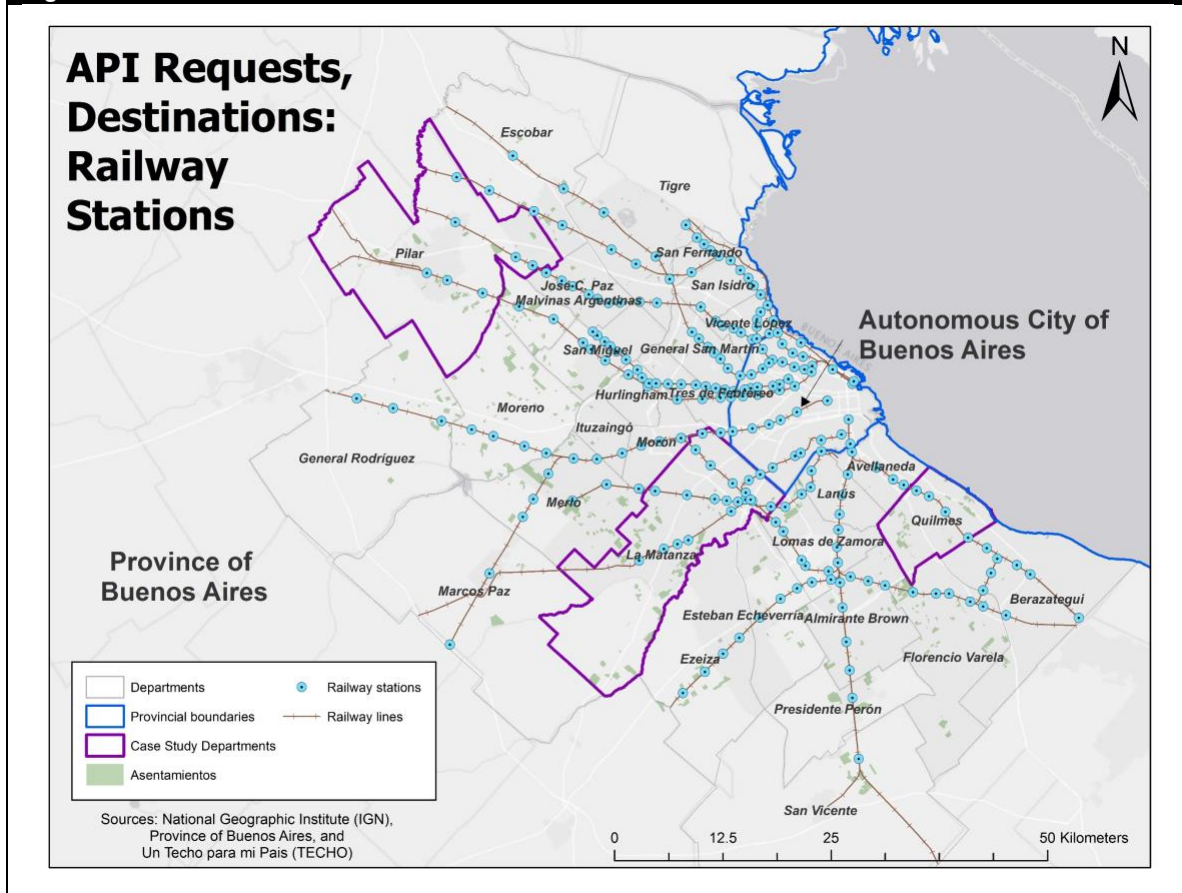 API Requests,
Destinations:
Railway
Stations
N
Escobar
Tigre
Pilar
San Fernando
José C. Paz
San Isidro
Malvinas Argentinas
Vicente López
BUENOS AIRES
Autonomous City of
Buenos Aires
San Miguel
General San Martín
Hurlingham
Tres de Febrero
Moreno
Ituzaingó
Morón
General Rodríguez
Avellaneda
Merlo
Lanús
Quilmes
Lomas de Zamora
La Matanza
Province of
Buenos Aires
Marcos Paz
Berazategui
Esteban Echeverría
Almirante Brown
Ezeiza
Florencio Varela
Presidente Perón
San Vicente
Departments
Railway stations
Provincial boundaries
Railway lines
Case Study Departments
Asentamientos
Sources: National Geographic Institute (IGN),
Province of Buenos Aires, and
Un Techo para mi Pais (TECHO)
0 12.5 25 50 Kilometers